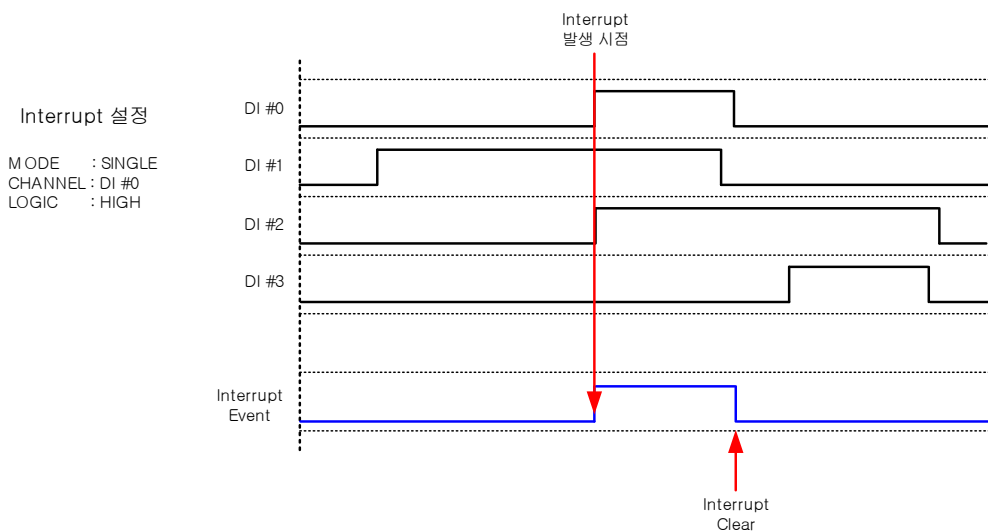 Interrupt
발생 시점
Interrupt 설정
MODE : SINGLE
CHANNEL : DI #0
LOGIC : HIGH
DI #0
DI #1
DI #2
DI #3
Interrupt
Event
Interrupt
Clear